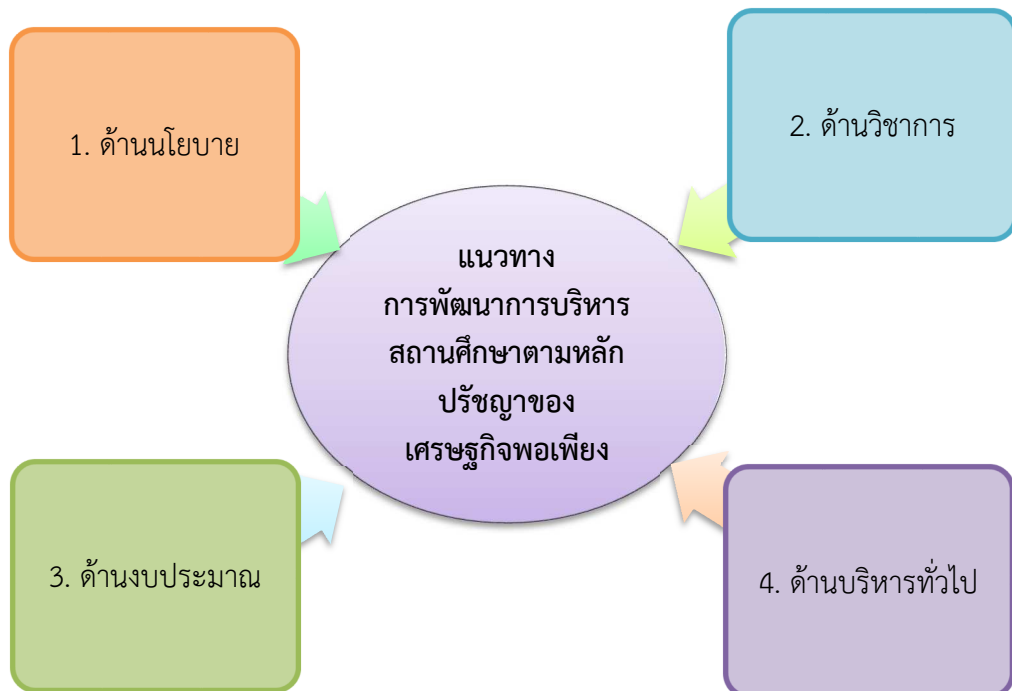 1. ด้านนโยบาย
2. ด้านวิชาการ
แนวทาง
การพัฒนาการบริหาร
สถานศึกษาตามหลัก
ปรัชญาของ
เศรษฐกิจพอเพียง
3. ด้านงบประมาณ
4. ด้านบริหารทั่วไป